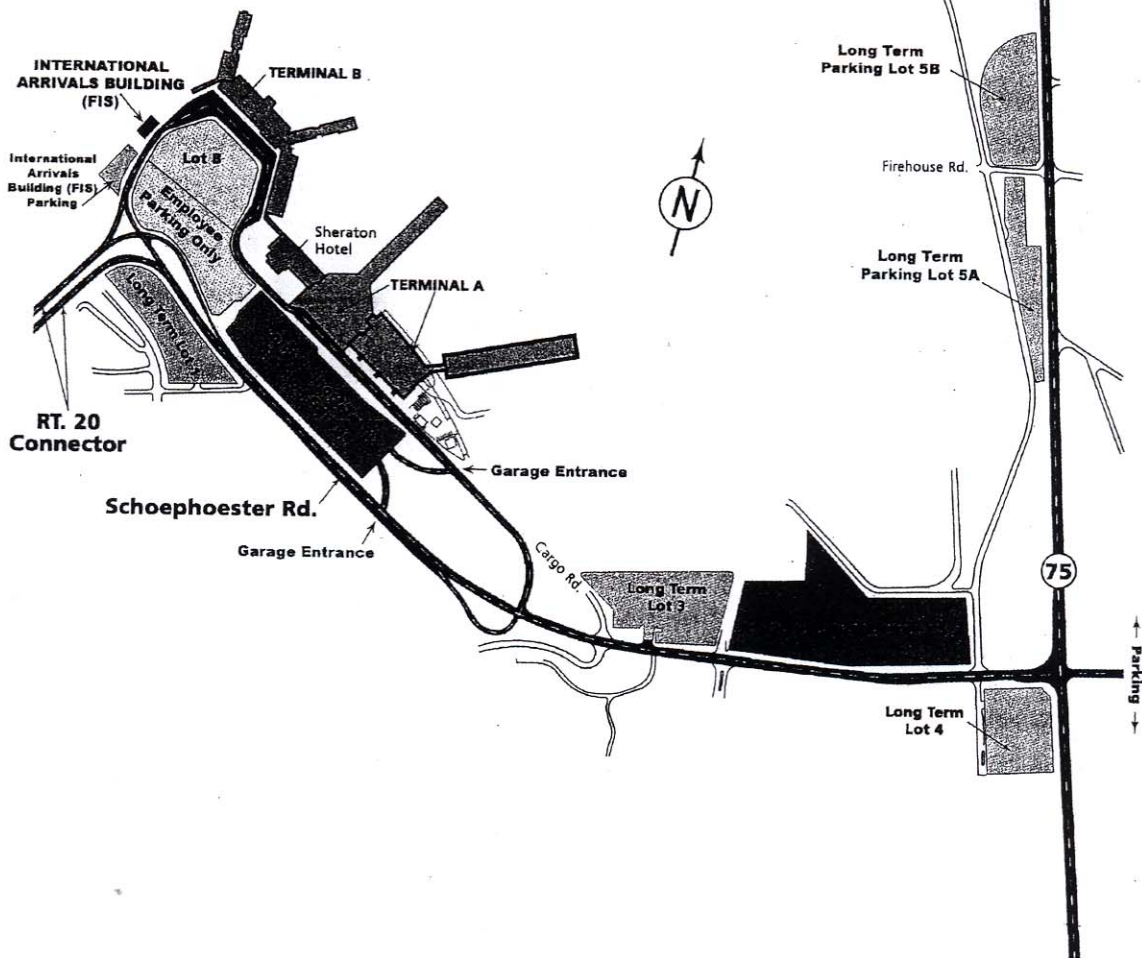 INTERNATIONAL
ARRIVALS BUILDING
(FIS)
TERMINAL B
International
Arrivals
Building (FIS)
Parking
Lot B
Employee
Parking Only
Sheraton
Hotel
TERMINAL A
Long Term Lot
RT. 20
Connector
Schoephoester Rd.
Garage Entrance
Garage Entrance
Cargo Rd.
Long Term
Lot 3
N
Long Term
Parking Lot 5B
Firehouse Rd.
Long Term
Parking Lot 5A
75
Long Term
Lot 4
← Parking →